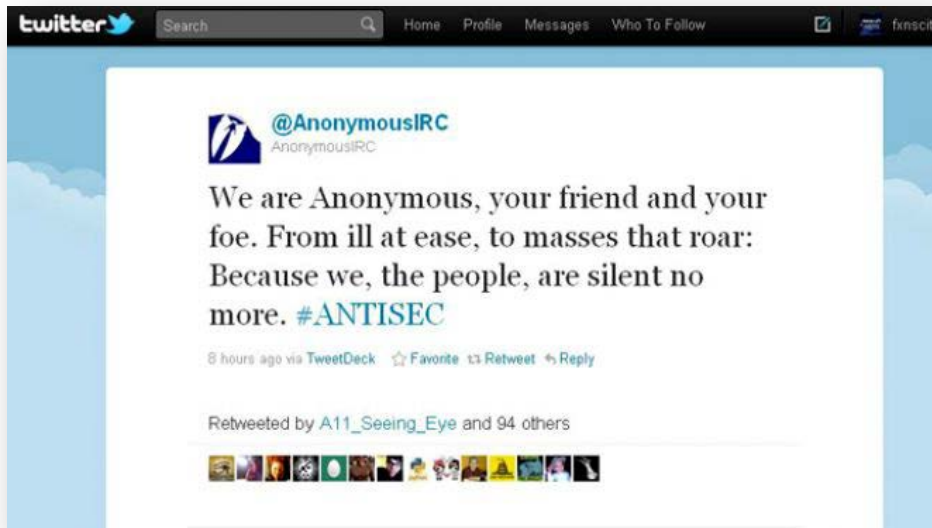 twitter Search Home Profile Messages Who To Follow fxnscit
@AnonymousIRC
AnonymousIRC
We are Anonymous, your friend and your
foe. From ill at ease, to masses that roar:
Because we, the people, are silent no
more. #ANTISEC
8 hours ago via TweetDeck Favorite Retweet Reply
Retweeted by A11_Seeing_Eye and 94 others